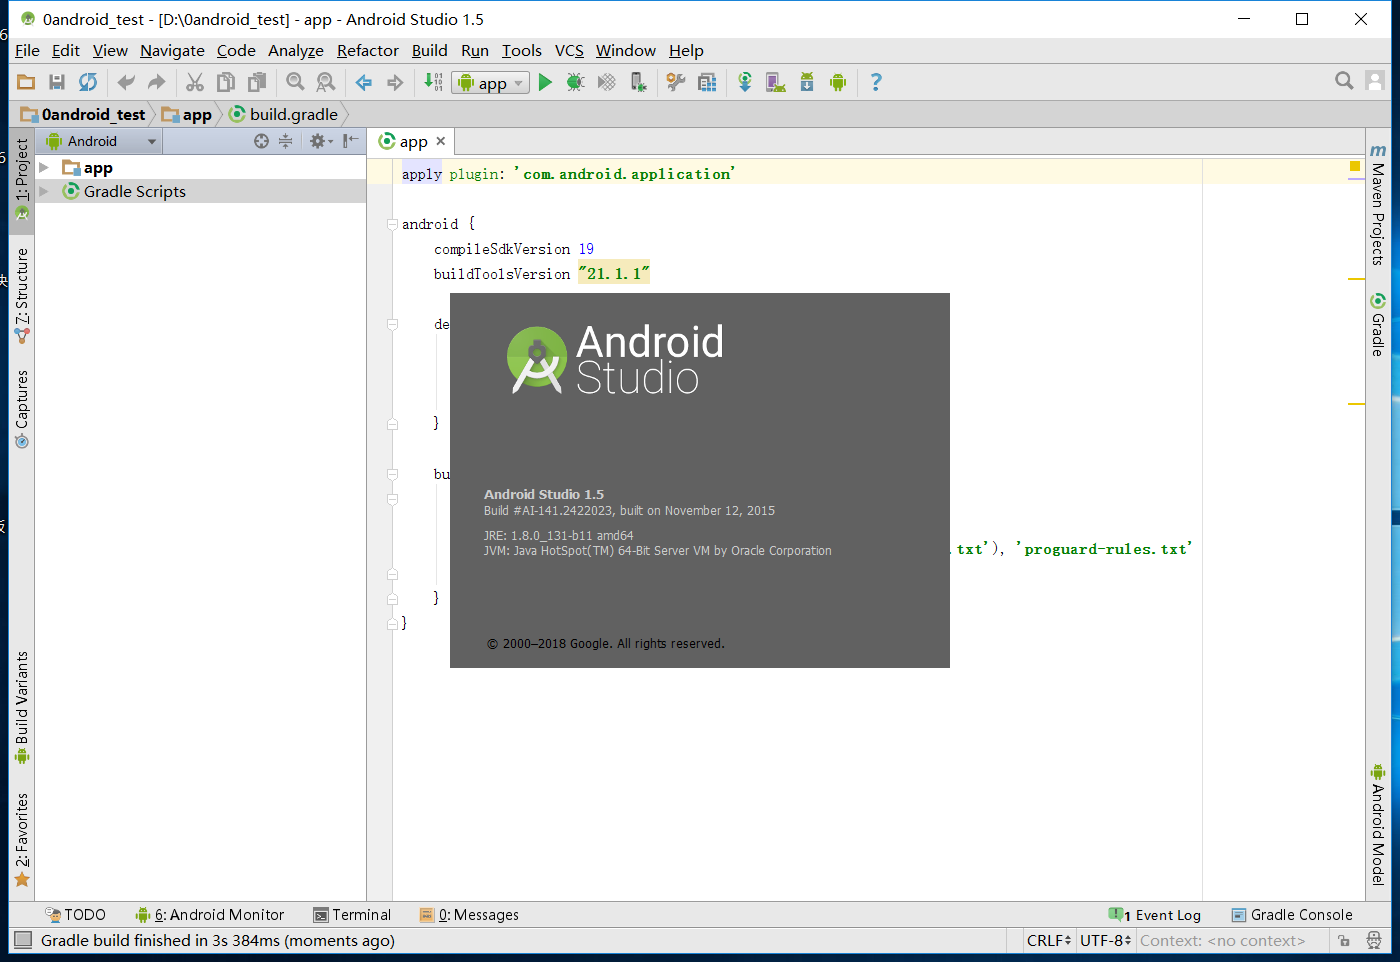 0android_test - [D:\0android_test] - app - Android Studio 1.5
File Edit View Navigate Code Analyze Refactor Build Run Tools VCS Window Help
app
0android_test app build.gradle
Android
app
Gradle Scripts
1: Project
7: Structure
Captures
Build Variants
2: Favorites
app
apply plugin: 'com.android.application'
android {
compileSdkVersion 19
buildToolsVersion "21.1.1"
de
}
bu
.txt'), 'proguard-rules.txt'
}
}
Android
Studio
Android Studio 1.5
Build #AI-141.2422023, built on November 12, 2015
JRE: 1.8.0_131-b11 amd64
JVM: Java HotSpot(TM) 64-Bit Server VM by Oracle Corporation
© 2000–2018 Google. All rights reserved.
m Maven Projects
Gradle
Android Model
TODO 6: Android Monitor Terminal 0: Messages 1 Event Log Gradle Console
Gradle build finished in 3s 384ms (moments ago) CRLF UTF-8 Context: <no context>